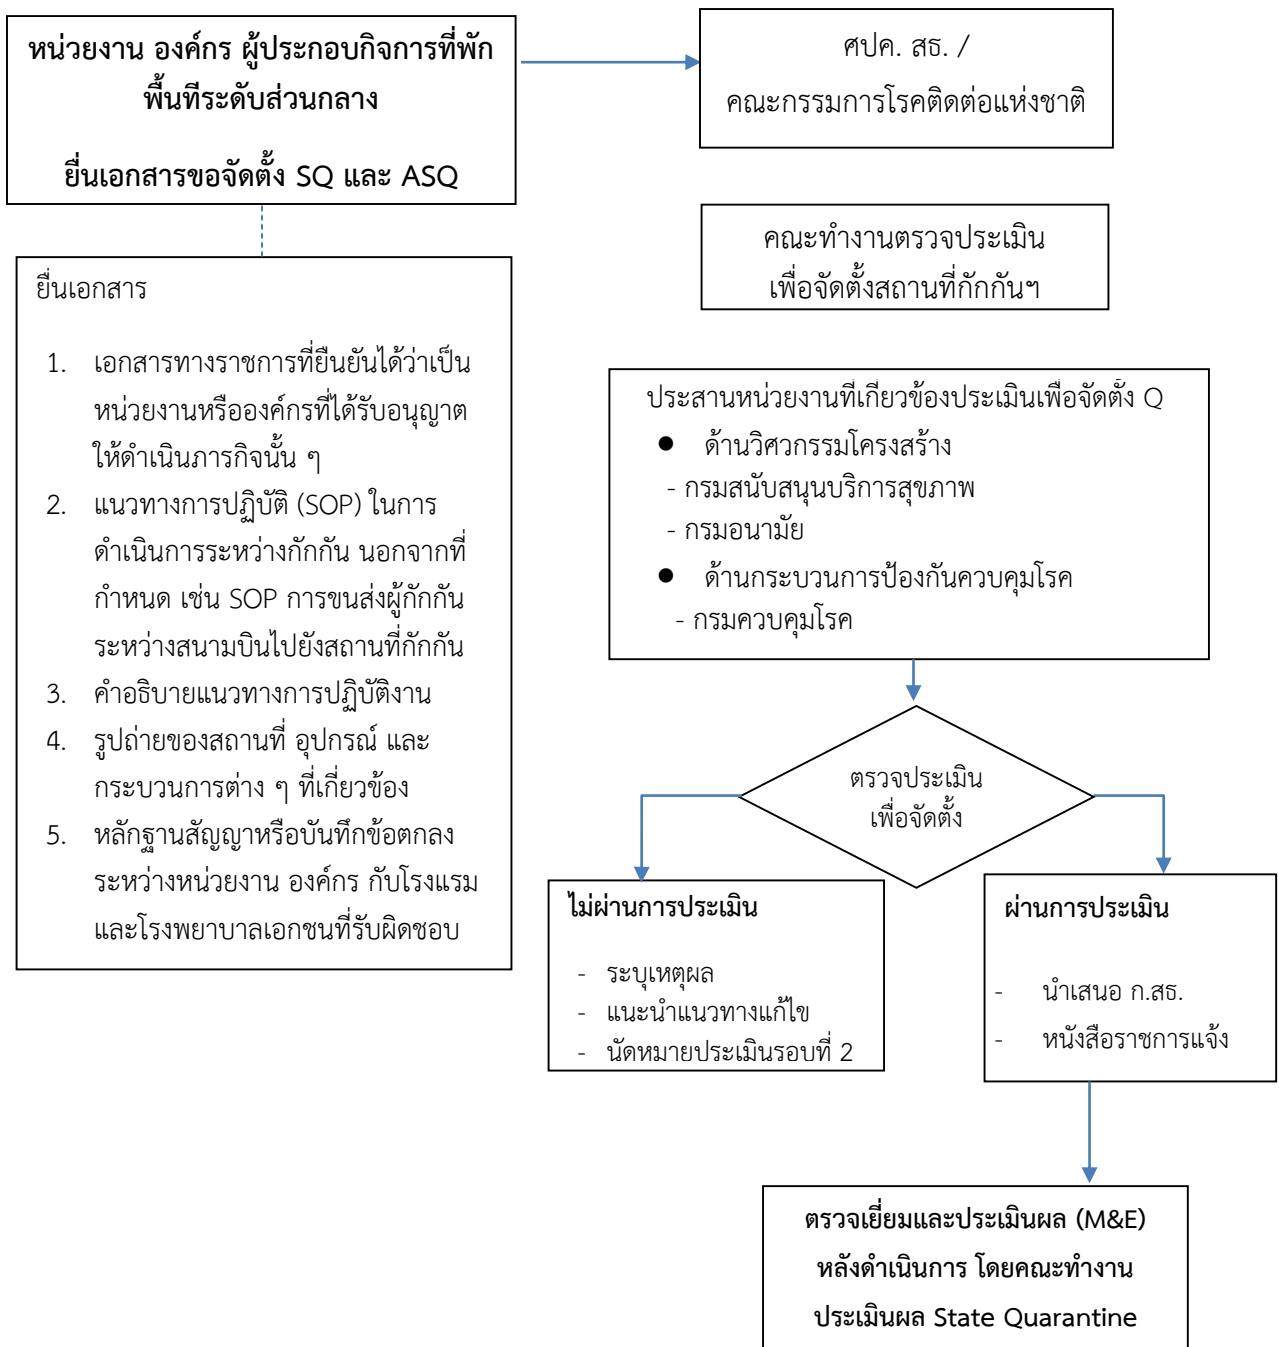 หน่วยงาน องค์กร ผู้ประกอบกิจการที่พัก
พื้นที่ระดับส่วนกลาง
ยื่นเอกสารขอจัดตั้ง SQ และ ASQ
ศปค. สธ. /
คณะกรรมการโรคติดต่อแห่งชาติ
คณะทำงานตรวจประเมิน
เพื่อจัดตั้งสถานที่กักกันฯ
ยื่นเอกสาร
1. เอกสารทางราชการที่ยืนยันได้ว่าเป็น
หน่วยงานหรือองค์กรที่ได้รับอนุญาต
ให้ดำเนินภารกิจนั้น ๆ
2. แนวทางการปฏิบัติ (SOP) ในการ
ดำเนินการระหว่างกักกัน นอกจากที่
กำหนด เช่น SOP การขนส่งผู้กักกัน
ระหว่างสนามบินไปยังสถานที่กักกัน
3. คำอธิบายแนวทางการปฏิบัติงาน
4. รูปถ่ายของสถานที่ อุปกรณ์ และ
กระบวนการต่าง ๆ ที่เกี่ยวข้อง
5. หลักฐานสัญญาหรือบันทึกข้อตกลง
ระหว่างหน่วยงาน องค์กร กับโรงแรม
และโรงพยาบาลเอกชนที่รับผิดชอบ
ประสานหน่วยงานที่เกี่ยวข้องประเมินเพื่อจัดตั้ง Q
● ด้านวิศวกรรมโครงสร้าง
- กรมสนับสนุนบริการสุขภาพ
- กรมอนามัย
● ด้านกระบวนการป้องกันควบคุมโรค
- กรมควบคุมโรค
ตรวจประเมิน
เพื่อจัดตั้ง
ไม่ผ่านการประเมิน
- ระบุเหตุผล
- แนะนำแนวทางแก้ไข
- นัดหมายประเมินรอบที่ 2
ผ่านการประเมิน
- นำเสนอ ก.สธ.
- หนังสือราชการแจ้ง
ตรวจเยี่ยมและประเมินผล (M&E)
หลังดำเนินการ โดยคณะทำงาน
ประเมินผล State Quarantine